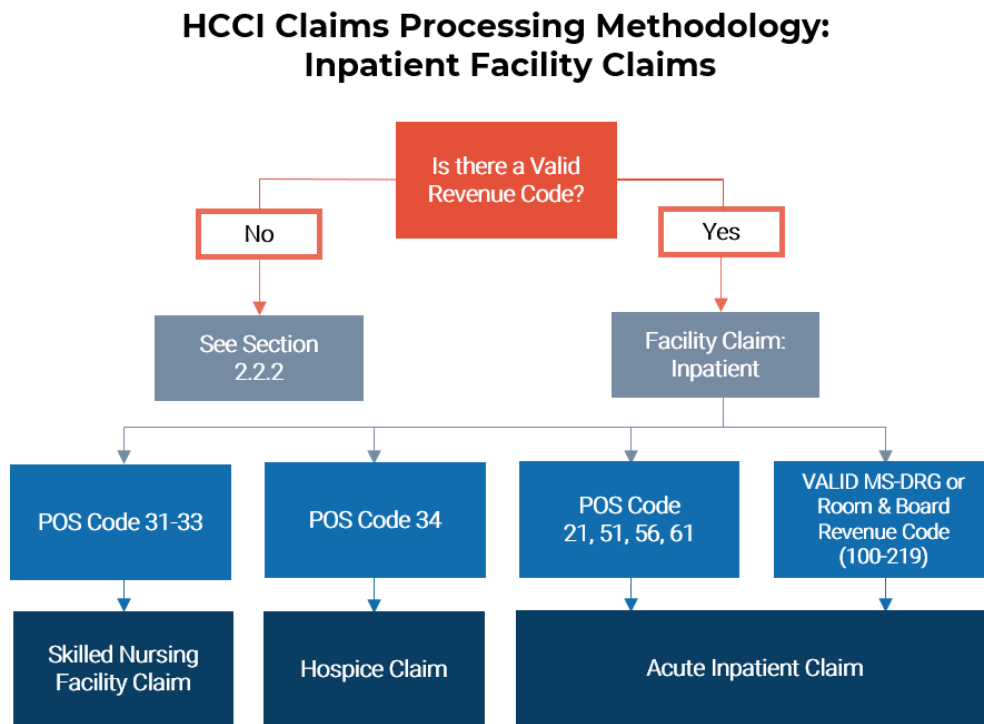 HCCI Claims Processing Methodology:
Inpatient Facility Claims
Is there a Valid
Revenue Code?
No
Yes
See Section
2.2.2
Facility Claim:
Inpatient
POS Code 31-33
POS Code 34
POS Code
21, 51, 56, 61
VALID MS-DRG or
Room & Board
Revenue Code
(100-219)
Skilled Nursing
Facility Claim
Hospice Claim
Acute Inpatient Claim